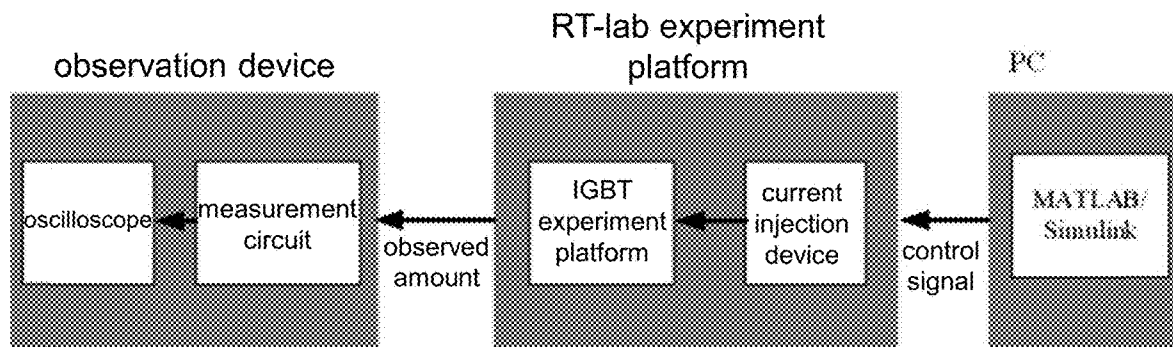 observation device
RT-lab experiment
platform
PC
oscilloscope
measurement
circuit
observed
amount
IGBT
experiment
platform
current
injection
device
control
signal
MATLAB/
Simulink